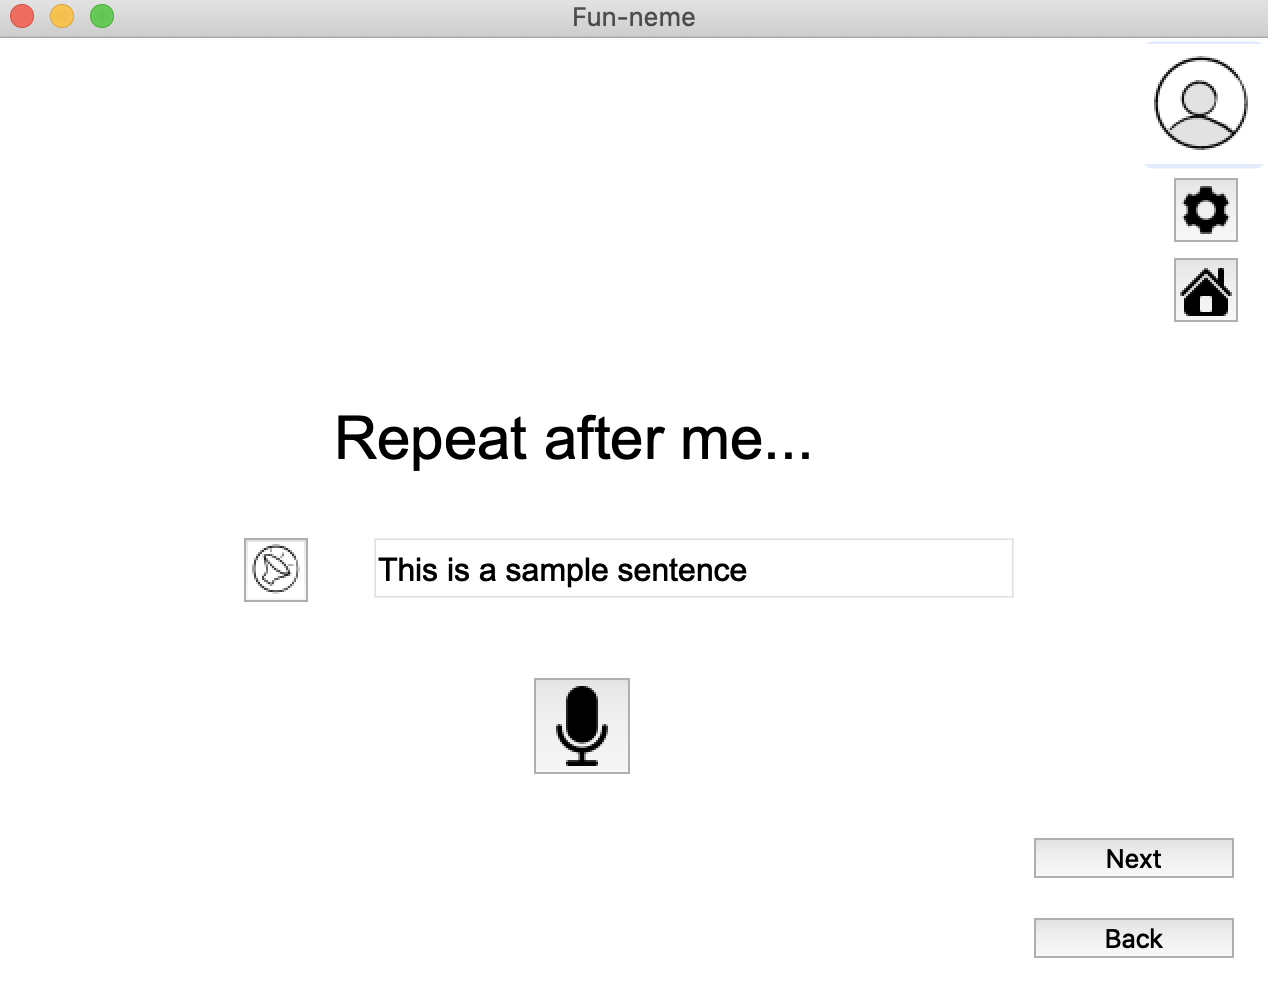 Fun-neme
Repeat after me...
This is a sample sentence
Next
Back